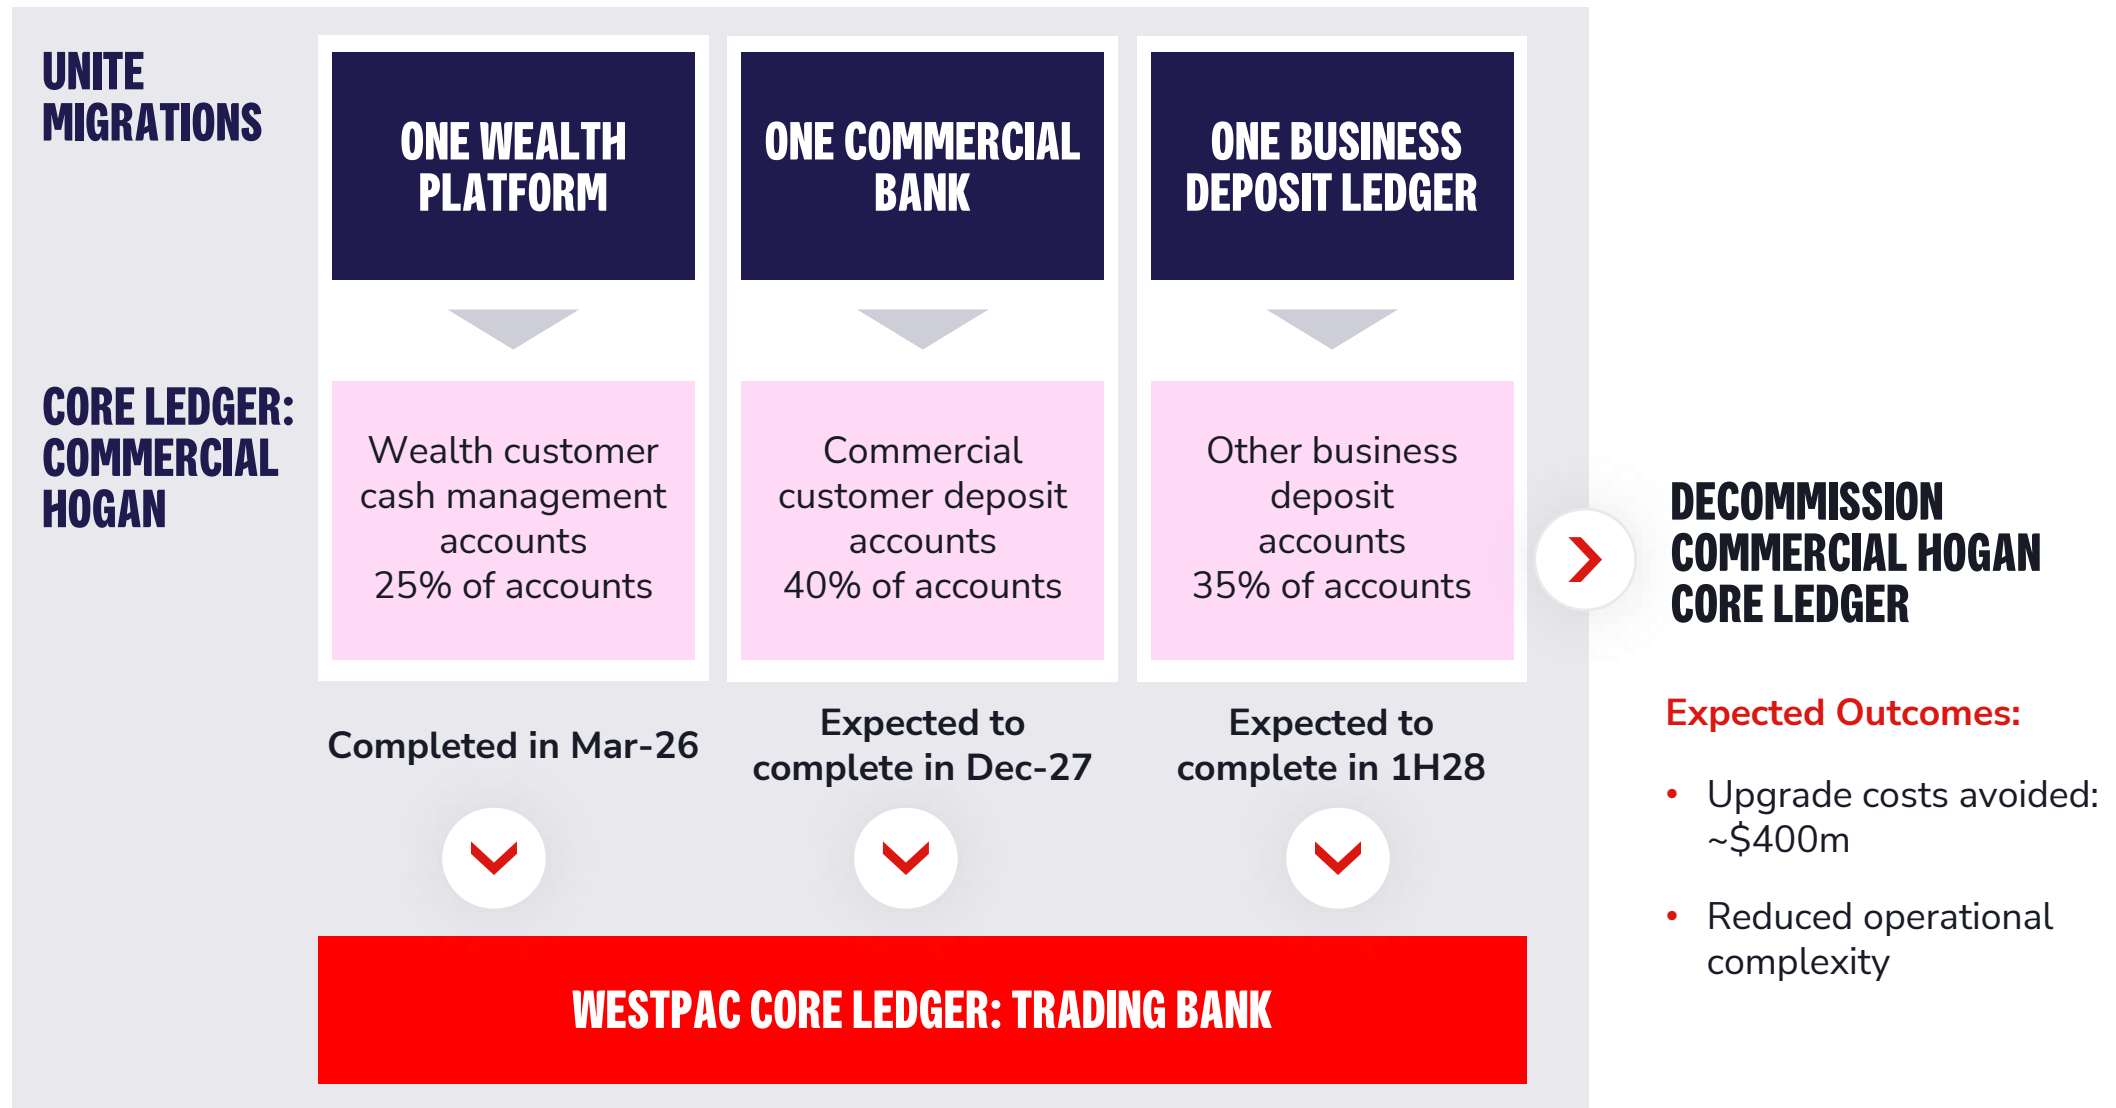 UNITE
MIGRATIONS
ONE WEALTH
PLATFORM
ONE COMMERCIAL
BANK
ONE BUSINESS
DEPOSIT LEDGER
CORE LEDGER:
COMMERCIAL
HOGAN
Wealth customer
cash management
accounts
25% of accounts
Commercial
customer deposit
accounts
40% of accounts
Other business
deposit
accounts
35% of accounts
Completed in Mar-26
Expected to
complete in Dec-27
Expected to
complete in 1H28
WESTPAC CORE LEDGER: TRADING BANK
DECOMMISSION
COMMERCIAL HOGAN
CORE LEDGER
Expected Outcomes:
• Upgrade costs avoided:
~$400m
• Reduced operational
complexity